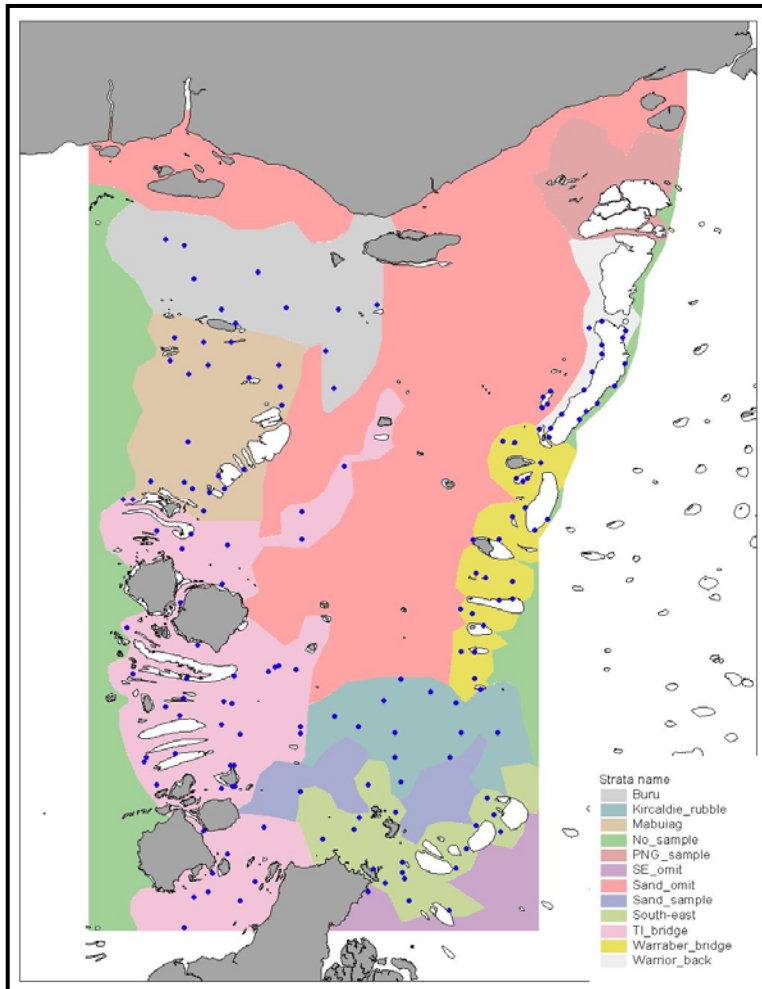 Strata name
Buru
Kircaldie_rubble
Mabuiag
No_sample
PNG_sample
SE_omit
Sand_omit
Sand_sample
South-east
TI_bridge
Warraber_bridge
Warrior_back